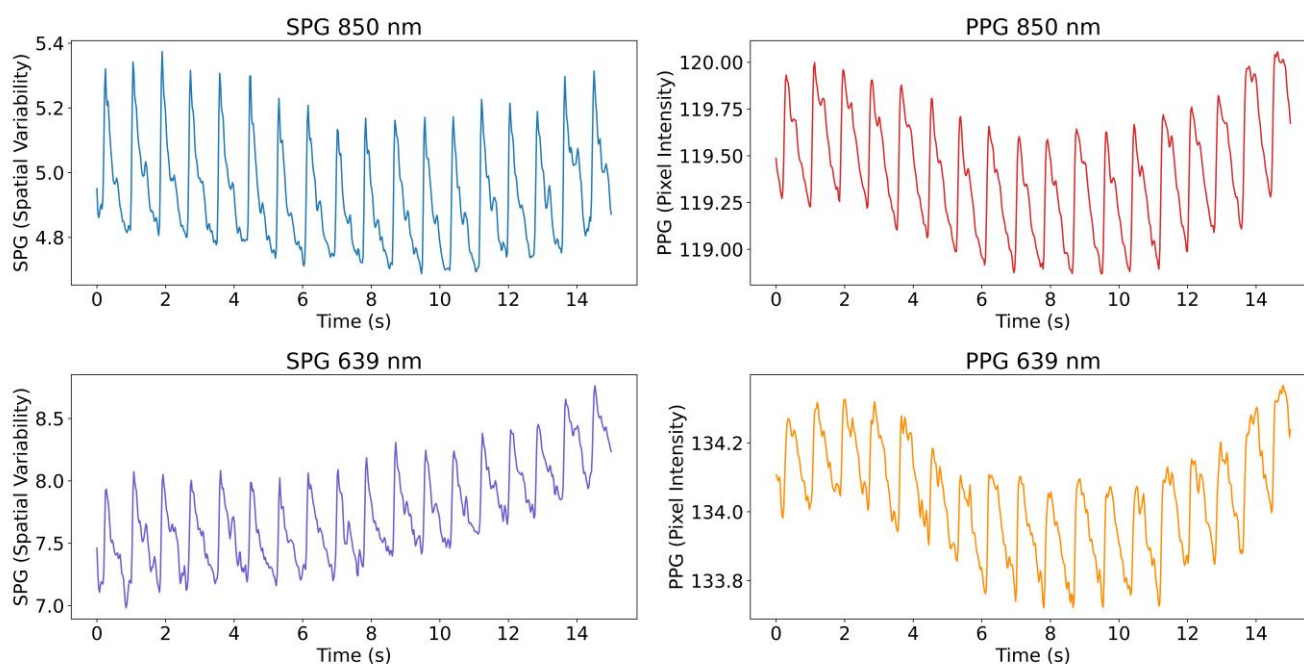 SPG 850 nm
5.4
5.2
5.0
4.8
SPG (Spatial Variability)
0 2 4 6 8 10 12 14
Time (s)
PPG 850 nm
120.00
119.75
119.50
119.25
119.00
PPG (Pixel Intensity)
0 2 4 6 8 10 12 14
Time (s)
SPG 639 nm
8.5
8.0
7.5
7.0
SPG (Spatial Variability)
0 2 4 6 8 10 12 14
Time (s)
PPG 639 nm
134.2
134.0
133.8
PPG (Pixel Intensity)
0 2 4 6 8 10 12 14
Time (s)